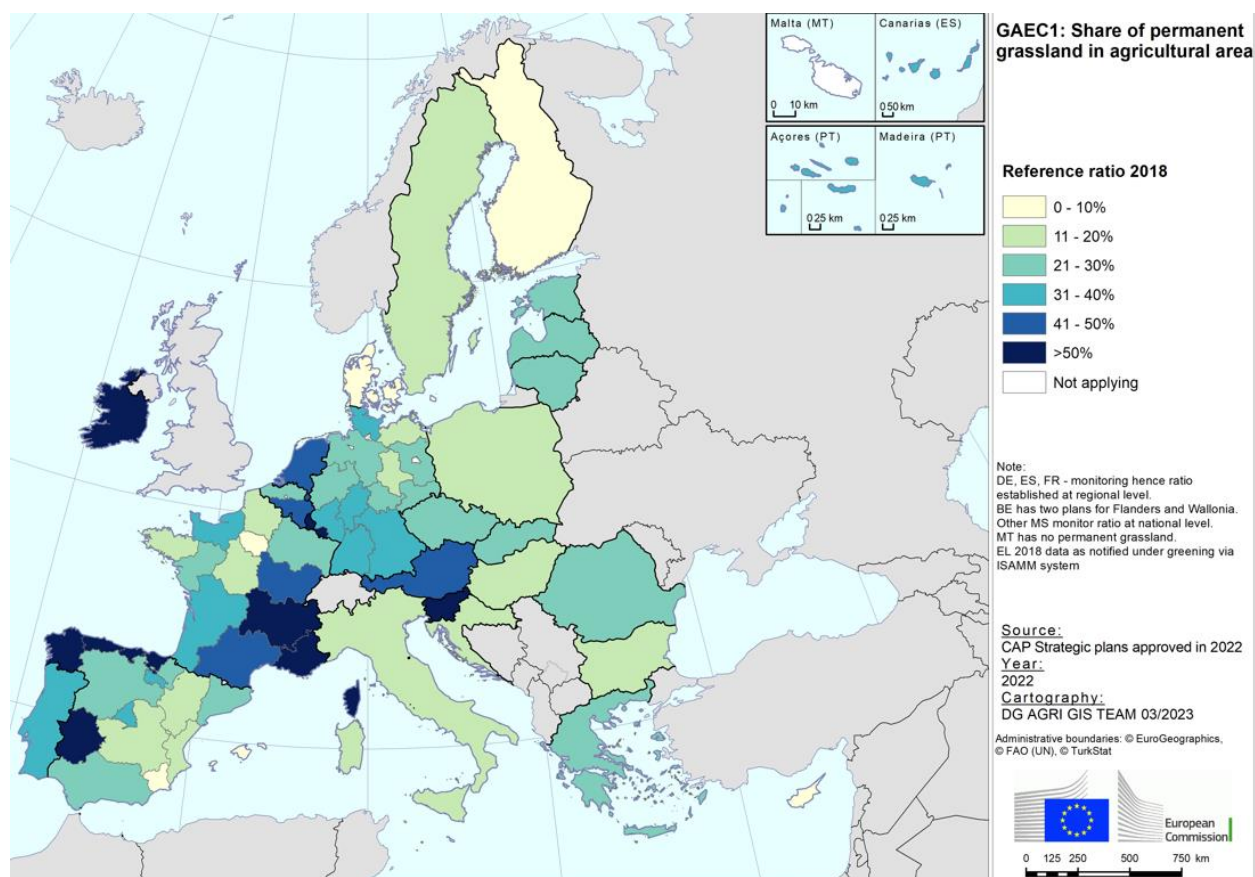 Malta (MT)
0 10 km
Canarias (ES)
0 50 km
Açores (PT)
0 25 km
Madeira (PT)
0 25 km
GAEC1: Share of permanent
grassland in agricultural area
Reference ratio 2018
0 - 10%
11 - 20%
21 - 30%
31 - 40%
41 - 50%
>50%
Not applying
Note:
DE, ES, FR - monitoring hence ratio
established at regional level.
BE has two plans for Flanders and Wallonia.
Other MS monitor ratio at national level.
MT has no permanent grassland.
EL 2018 data as notified under greening via
ISAMM system
Source:
CAP Strategic plans approved in 2022
Year:
2022
Cartography:
DG AGRI GIS TEAM 03/2023
Administrative boundaries: © EuroGeographics,
© FAO (UN), © TurkStat
European
Commission
0 125 250 500 750 km